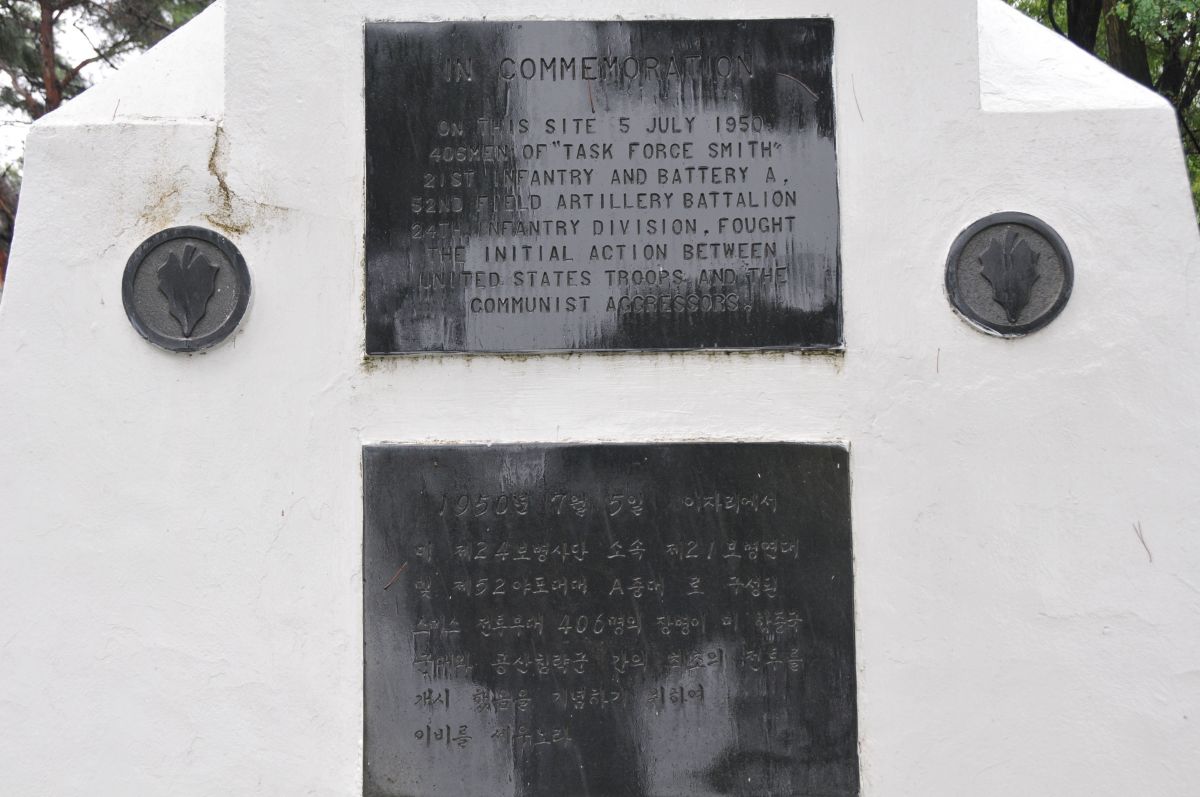 IN COMMEMORATION
ON THIS SITE 5 JULY 1950.
406MEN OF "TASK FORCE SMITH"
21ST INFANTRY AND BATTERY A,
52ND FIELD ARTILLERY BATTALION
24TH INFANTRY DIVISION, FOUGHT
THE INITIAL ACTION BETWEEN
UNITED STATES TROOPS AND THE
COMMUNIST AGGRESSORS.
1950년 7월 5일 이자리에서
미 제24보병사단 소속 제21보병연대
및 제52야포대대 A중대 로 구성된
스미스 전투부대 406명의 장병이 미 합중국
군대와 공산침략군 간의 최초의 전투를
개시 했음을 기념하기 위하여
이비를 세우노라